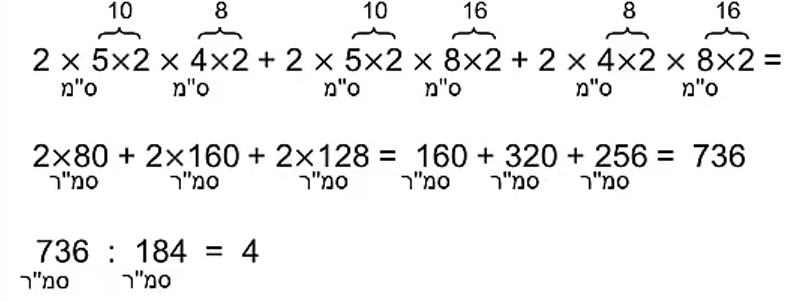 10 8 10 16 8 16
2 × 5×2 × 4×2 + 2 × 5×2 × 8×2 + 2 × 4×2 × 8×2 =
ס"מ ס"מ ס"מ ס"מ ס"מ ס"מ
2×80 + 2×160 + 2×128 = 160 + 320 + 256 = 736
סמ"ר סמ"ר סמ"ר סמ"ר סמ"ר סמ"ר
736 : 184 = 4
סמ"ר סמ"ר